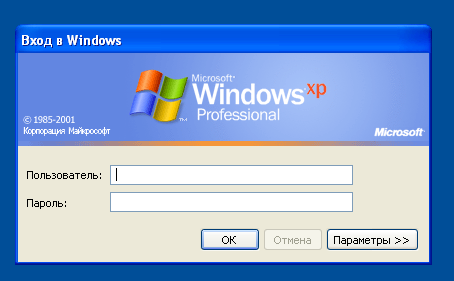 Вход в Windows
Microsoft®
Windows xp
Professional
© 1985-2001
Корпорация Майкрософт
Microsoft
Пользователь:
Пароль:
OK
Отмена
Параметры >>